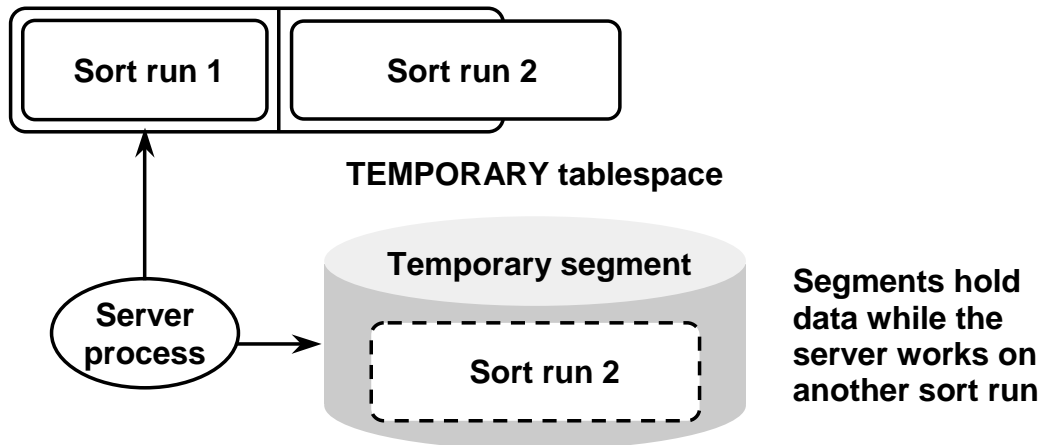 Sort run 1
Sort run 2
TEMPORARY tablespace
Temporary segment
Server
process
Sort run 2
Segments hold
data while the
server works on
another sort run